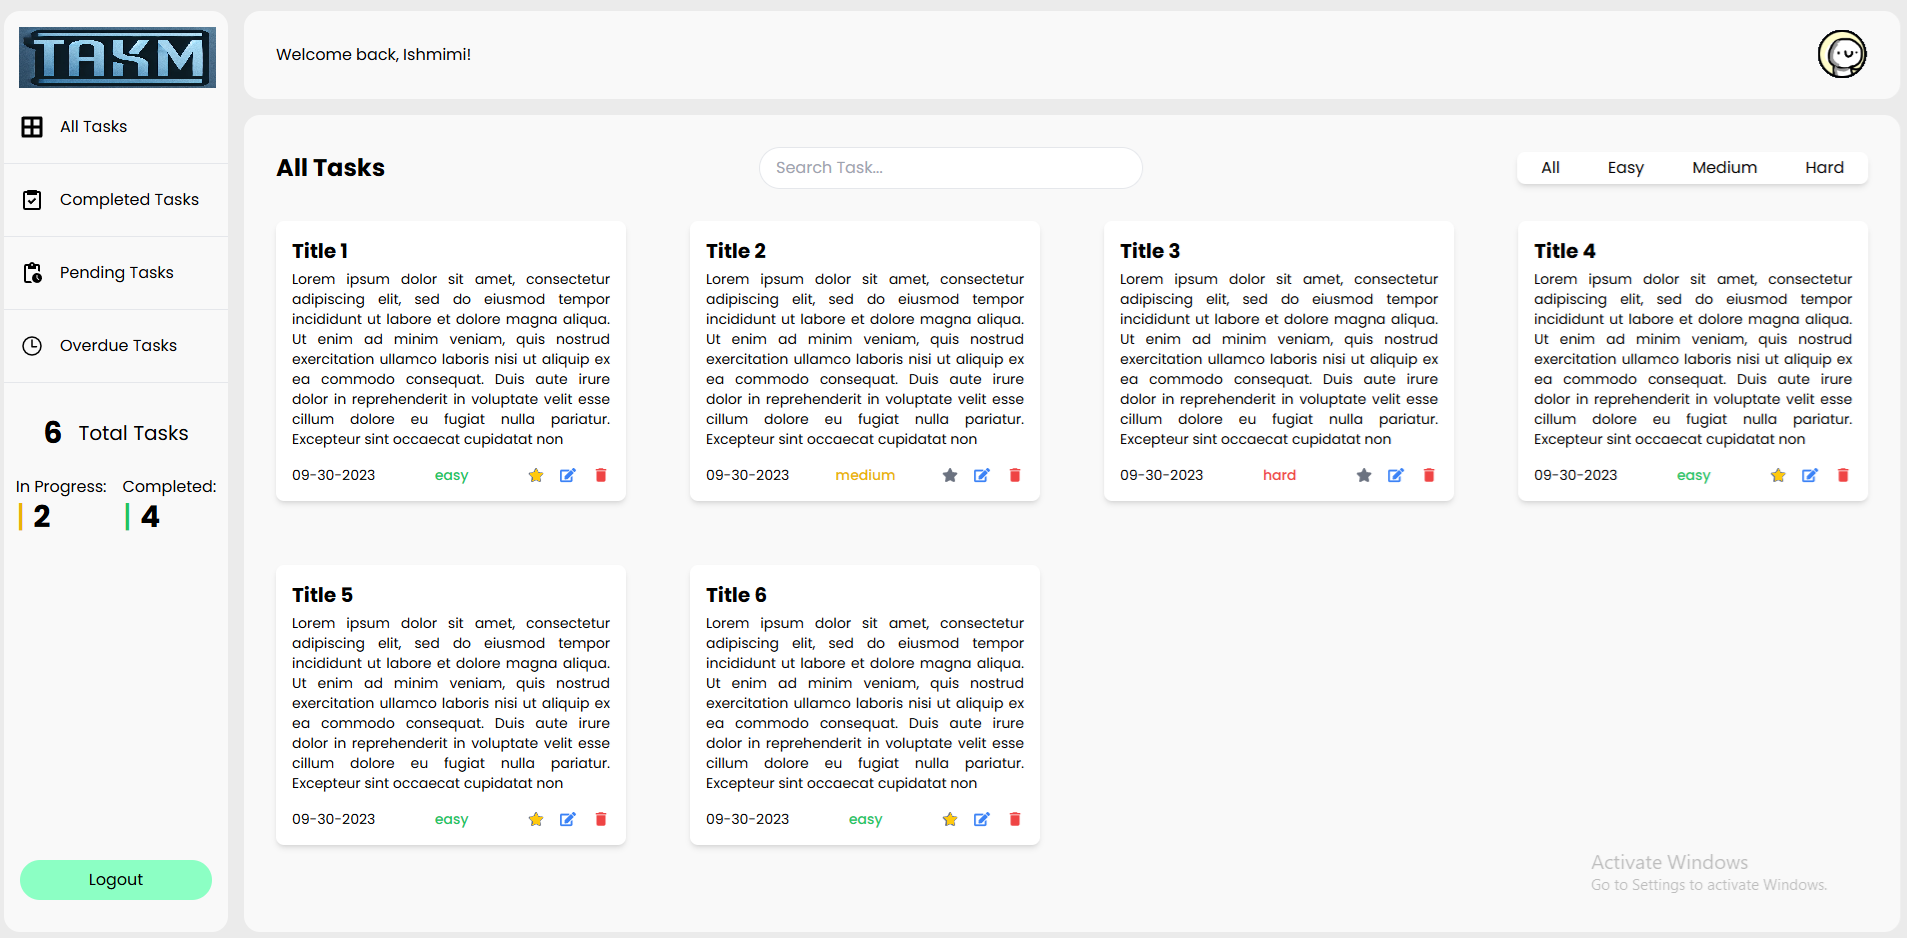 TAKM
All Tasks
Completed Tasks
Pending Tasks
Overdue Tasks
6 Total Tasks
In Progress: Completed:
2 4
Logout
Welcome back, Ishmimi!
All Tasks
Search Task...
All Easy Medium Hard
Title 1
Lorem ipsum dolor sit amet, consectetur
adipiscing elit, sed do eiusmod tempor
incididunt ut labore et dolore magna aliqua.
Ut enim ad minim veniam, quis nostrud
exercitation ullamco laboris nisi ut aliquip ex
ea commodo consequat. Duis aute irure
dolor in reprehenderit in voluptate velit esse
cillum dolore eu fugiat nulla pariatur.
Excepteur sint occaecat cupidatat non
09-30-2023 easy
Title 2
Lorem ipsum dolor sit amet, consectetur
adipiscing elit, sed do eiusmod tempor
incididunt ut labore et dolore magna aliqua.
Ut enim ad minim veniam, quis nostrud
exercitation ullamco laboris nisi ut aliquip ex
ea commodo consequat. Duis aute irure
dolor in reprehenderit in voluptate velit esse
cillum dolore eu fugiat nulla pariatur.
Excepteur sint occaecat cupidatat non
09-30-2023 medium
Title 3
Lorem ipsum dolor sit amet, consectetur
adipiscing elit, sed do eiusmod tempor
incididunt ut labore et dolore magna aliqua.
Ut enim ad minim veniam, quis nostrud
exercitation ullamco laboris nisi ut aliquip ex
ea commodo consequat. Duis aute irure
dolor in reprehenderit in voluptate velit esse
cillum dolore eu fugiat nulla pariatur.
Excepteur sint occaecat cupidatat non
09-30-2023 hard
Title 4
Lorem ipsum dolor sit amet, consectetur
adipiscing elit, sed do eiusmod tempor
incididunt ut labore et dolore magna aliqua.
Ut enim ad minim veniam, quis nostrud
exercitation ullamco laboris nisi ut aliquip ex
ea commodo consequat. Duis aute irure
dolor in reprehenderit in voluptate velit esse
cillum dolore eu fugiat nulla pariatur.
Excepteur sint occaecat cupidatat non
09-30-2023 easy
Title 5
Lorem ipsum dolor sit amet, consectetur
adipiscing elit, sed do eiusmod tempor
incididunt ut labore et dolore magna aliqua.
Ut enim ad minim veniam, quis nostrud
exercitation ullamco laboris nisi ut aliquip ex
ea commodo consequat. Duis aute irure
dolor in reprehenderit in voluptate velit esse
cillum dolore eu fugiat nulla pariatur.
Excepteur sint occaecat cupidatat non
09-30-2023 easy
Title 6
Lorem ipsum dolor sit amet, consectetur
adipiscing elit, sed do eiusmod tempor
incididunt ut labore et dolore magna aliqua.
Ut enim ad minim veniam, quis nostrud
exercitation ullamco laboris nisi ut aliquip ex
ea commodo consequat. Duis aute irure
dolor in reprehenderit in voluptate velit esse
cillum dolore eu fugiat nulla pariatur.
Excepteur sint occaecat cupidatat non
09-30-2023 easy
Activate Windows
Go to Settings to activate Windows.